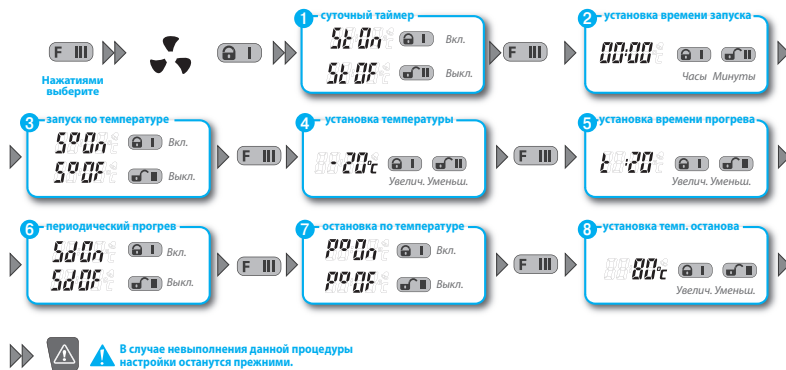 1 суточный таймер
2 установка времени запуска
F III
I
St On I Вкл.
St OF II Выкл.
F III
00:00 I II
Часы Минуты
Нажатиями
выберите
3 запуск по температуре
S°On I Вкл.
S°OF II Выкл.
F III
4 установка температуры
-20°c I II
Увелич. Уменьш.
F III
5 установка времени прогрева
t :20 I II
Увелич. Уменьш.
6 периодический прогрев
Sd On I Вкл.
Sd OF II Выкл.
F III
7 остановка по температуре
P°On I Вкл.
P°OF II Выкл.
F III
8 установка темп. останова
80°c I II
Увелич. Уменьш.
В случае невыполнения данной процедуры
настройки останутся прежними.